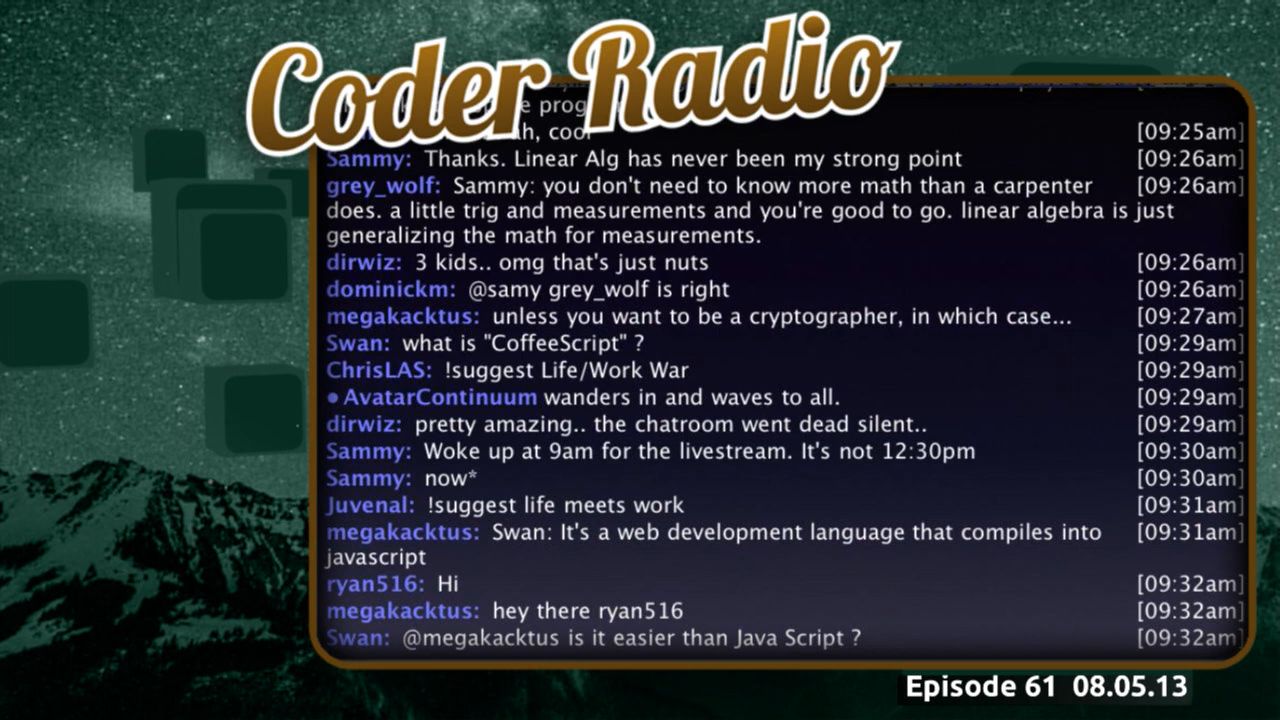 Coder Radio
e prog
ah, cool [09:25am]
Sammy: Thanks. Linear Alg has never been my strong point [09:26am]
grey_wolf: Sammy: you don't need to know more math than a carpenter [09:26am]
does. a little trig and measurements and you're good to go. linear algebra is just
generalizing the math for measurements.
dirwiz: 3 kids.. omg that's just nuts [09:26am]
dominickm: @samy grey_wolf is right [09:26am]
megakacktus: unless you want to be a cryptographer, in which case... [09:27am]
Swan: what is "CoffeeScript" ? [09:29am]
ChrisLAS: !suggest Life/Work War [09:29am]
•AvatarContinuum wanders in and waves to all. [09:29am]
dirwiz: pretty amazing.. the chatroom went dead silent.. [09:29am]
Sammy: Woke up at 9am for the livestream. It's not 12:30pm [09:30am]
Sammy: now* [09:30am]
Juvenal: !suggest life meets work [09:31am]
megakacktus: Swan: It's a web development language that compiles into [09:31am]
javascript
ryan516: Hi [09:32am]
megakacktus: hey there ryan516 [09:32am]
Swan: @megakacktus is it easier than Java Script ? [09:32am]
Episode 61 08.05.13